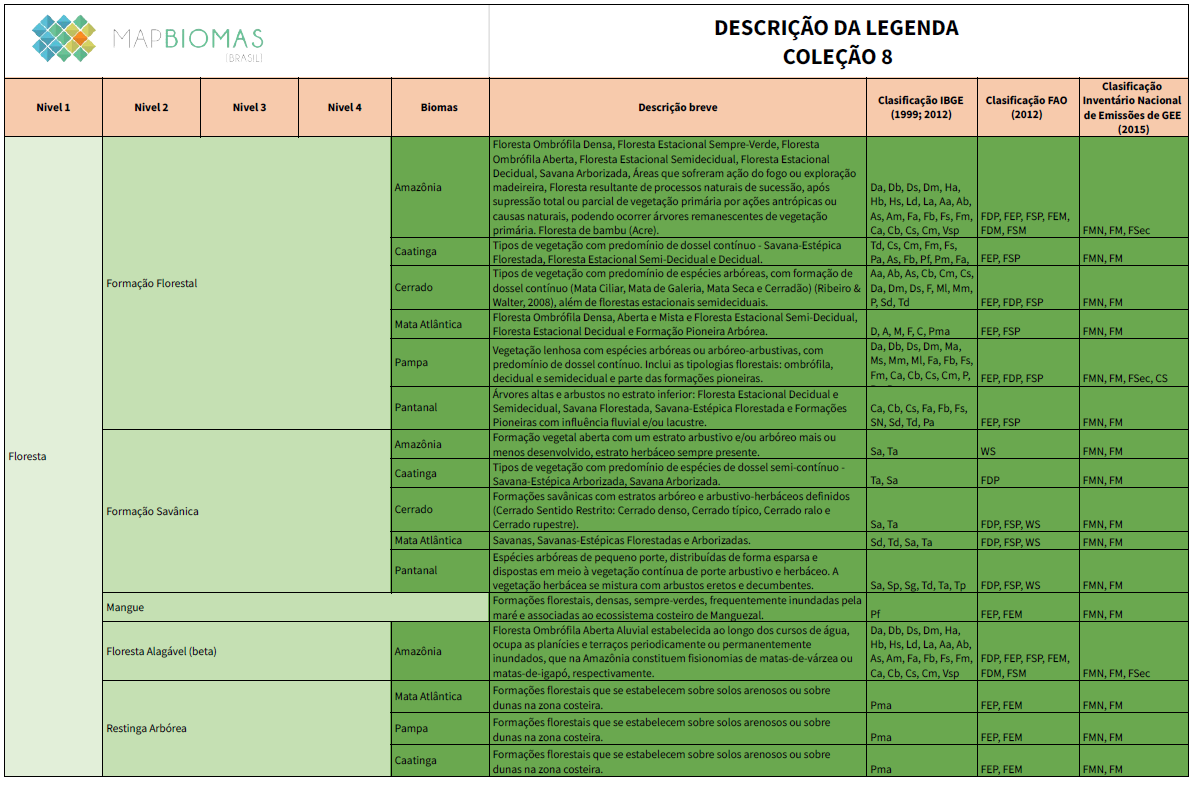 MAPBIOMAS
[BRASIL]
DESCRIÇÃO DA LEGENDA
COLEÇÃO 8
Nivel 1
Nivel 2
Nivel 3
Nivel 4
Biomas
Descrição breve
Clasificação IBGE
(1999; 2012)
Clasificação FAO
(2012)
Clasificação
Inventário Nacional
de Emissões de GEE
(2015)
Floresta
Formação Florestal
Amazônia
Floresta Ombrófila Densa, Floresta Estacional Sempre-Verde, Floresta
Ombrófila Aberta, Floresta Estacional Semidecidual, Floresta Estacional
Decidual, Savana Arborizada, Áreas que sofreram ação do fogo ou exploração
madeireira, Floresta resultante de processos naturais de sucessão, após
supressão total ou parcial de vegetação primária por ações antrópicas ou
causas naturais, podendo ocorrer árvores remanescentes de vegetação
primária. Floresta de bambu (Acre).
Da, Db, Ds, Dm, Ha,
Hb, Hs, Ld, La, Aa, Ab,
As, Am, Fa, Fb, Fs, Fm,
Ca, Cb, Cs, Cm, Vsp
FDP, FEP, FSP, FEM,
FDM, FSM
FMN, FM, FSec
Caatinga
Tipos de vegetação com predomínio de dossel contínuo - Savana-Estépica
Florestada, Floresta Estacional Semi-Decidual e Decidual.
Td, Cs, Cm, Fm, Fs,
Pa, As, Fb, Pf, Pm, Fa,
FEP, FSP
FMN, FM
Cerrado
Tipos de vegetação com predomínio de espécies arbóreas, com formação de
dossel contínuo (Mata Ciliar, Mata de Galeria, Mata Seca e Cerradão) (Ribeiro &
Walter, 2008), além de florestas estacionais semideciduais.
Aa, Ab, As, Cb, Cm, Cs,
Da, Dm, Ds, F, Ml, Mm,
P, Sd, Td
FEP, FDP, FSP
FMN, FM
Mata Atlântica
Floresta Ombrófila Densa, Aberta e Mista e Floresta Estacional Semi-Decidual,
Floresta Estacional Decidual e Formação Pioneira Arbórea.
D, A, M, F, C, Pma
FEP, FSP
FMN, FM
Pampa
Vegetação lenhosa com espécies arbóreas ou arbóreo-arbustivas, com
predomínio de dossel contínuo. Inclui as tipologias florestais: ombrófila,
decidual e semidecidual e parte das formações pioneiras.
Da, Db, Ds, Dm, Ma,
Ms, Mm, Ml, Fa, Fb, Fs,
Fm, Ca, Cb, Cs, Cm, P,
FEP, FDP, FSP
FMN, FM, FSec, CS
Pantanal
Árvores altas e arbustos no estrato inferior: Floresta Estacional Decidual e
Semidecidual, Savana Florestada, Savana-Estépica Florestada e Formações
Pioneiras com influência fluvial e/ou lacustre.
Ca, Cb, Cs, Fa, Fb, Fs,
SN, Sd, Td, Pa
FEP, FSP
FMN, FM
Formação Savânica
Amazônia
Formação vegetal aberta com um estrato arbustivo e/ou arbóreo mais ou
menos desenvolvido, estrato herbáceo sempre presente.
Sa, Ta
WS
FMN, FM
Caatinga
Tipos de vegetação com predomínio de espécies de dossel semi-contínuo -
Savana-Estépica Arborizada, Savana Arborizada.
Ta, Sa
FDP
FMN, FM
Cerrado
Formações savânicas com estratos arbóreo e arbustivo-herbáceos definidos
(Cerrado Sentido Restrito: Cerrado denso, Cerrado típico, Cerrado ralo e
Cerrado rupestre).
Sa, Ta
FDP, FSP, WS
FMN, FM
Mata Atlântica
Savanas, Savanas-Estépicas Florestadas e Arborizadas.
Sd, Td, Sa, Ta
FDP, FSP, WS
FMN, FM
Pantanal
Espécies arbóreas de pequeno porte, distribuídas de forma esparsa e
dispostas em meio à vegetação contínua de porte arbustivo e herbáceo. A
vegetação herbácea se mistura com arbustos eretos e decumbentes.
Sa, Sp, Sg, Td, Ta, Tp
FDP, FSP, WS
FMN, FM
Mangue
Formações florestais, densas, sempre-verdes, frequentemente inundadas pela
maré e associadas ao ecossistema costeiro de Manguezal.
Pf
FEP, FEM
FMN, FM
Floresta Alagável (beta)
Amazônia
Floresta Ombrófila Aberta Aluvial estabelecida ao longo dos cursos de água,
ocupa as planícies e terraços periodicamente ou permanentemente
inundados, que na Amazônia constituem fisionomias de matas-de-várzea ou
matas-de-igapó, respectivamente.
Da, Db, Ds, Dm, Ha,
Hb, Hs, Ld, La, Aa, Ab,
As, Am, Fa, Fb, Fs, Fm,
Ca, Cb, Cs, Cm, Vsp
FDP, FEP, FSP, FEM,
FDM, FSM
FMN, FM, FSec
Restinga Arbórea
Mata Atlântica
Formações florestais que se estabelecem sobre solos arenosos ou sobre
dunas na zona costeira.
Pma
FEP, FEM
FMN, FM
Pampa
Formações florestais que se estabelecem sobre solos arenosos ou sobre
dunas na zona costeira.
Pma
FEP, FEM
FMN, FM
Caatinga
Formações florestais que se estabelecem sobre solos arenosos ou sobre
dunas na zona costeira.
Pma
FEP, FEM
FMN, FM